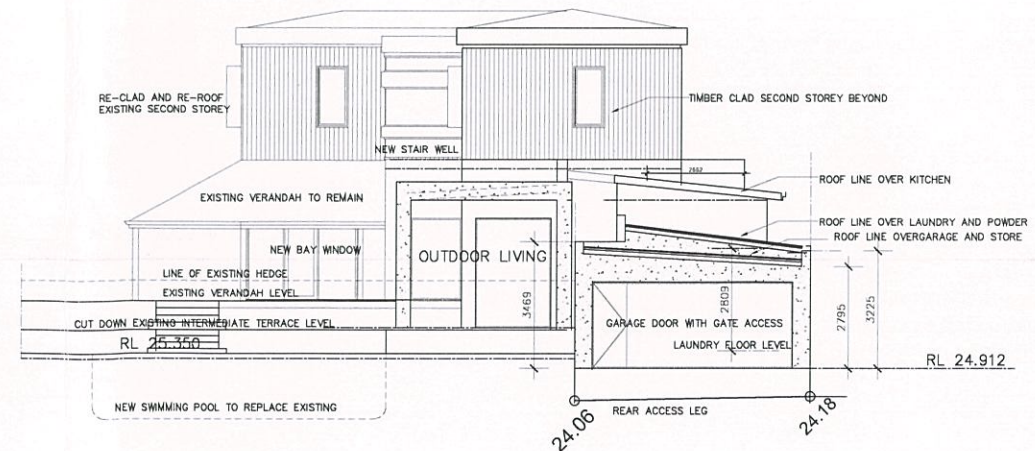 RE-CLAD AND RE-ROOF
EXISTING SECOND STOREY
TIMBER CLAD SECOND STOREY BEYOND
NEW STAIR WELL
EXISTING VERANDAH TO REMAIN
ROOF LINE OVER KITCHEN
ROOF LINE OVER LAUNDRY AND POWDER
ROOF LINE OVERGARAGE AND STORE
NEW BAY WINDOW
OUTDOOR LIVING
LINE OF EXISTING HEDGE
EXISTING VERANDAH LEVEL
3469
2809
2795
3225
CUT DOWN EXISTING INTERMEDIATE TERRACE LEVEL
GARAGE DOOR WITH GATE ACCESS
RL 25.350
LAUNDRY FLOOR LEVEL
RL 24.912
NEW SWIMMING POOL TO REPLACE EXISTING
REAR ACCESS LEG
24.06
24.18